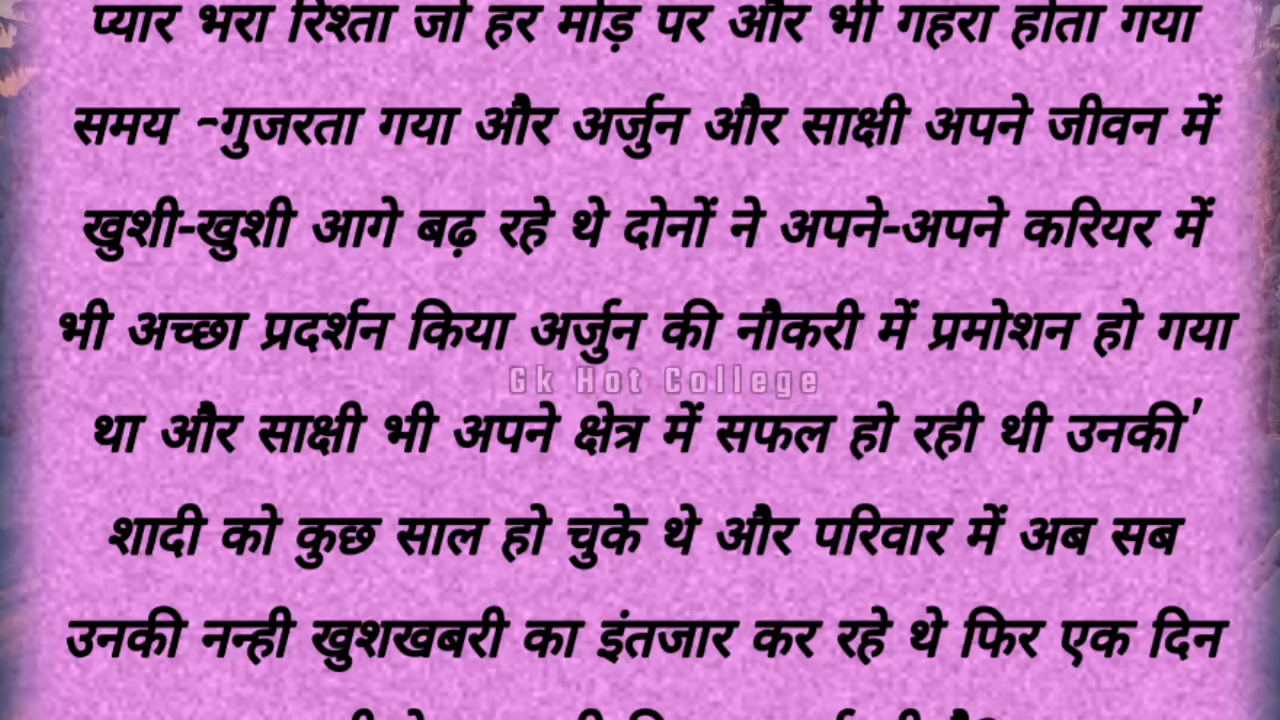 प्यार भरा रिश्ता जो हर मोड़ पर और भी गहरा होता गया
समय -गुजरता गया और अर्जुन और साक्षी अपने जीवन में
खुशी-खुशी आगे बढ़ रहे थे दोनों ने अपने-अपने करियर में
भी अच्छा प्रदर्शन किया अर्जुन की नौकरी में प्रमोशन हो गया
Gk Hot College
था और साक्षी भी अपने क्षेत्र में सफल हो रही थी उनकी'
शादी को कुछ साल हो चुके थे और परिवार में अब सब
उनकी नन्ही खुशखबरी का इंतजार कर रहे थे फिर एक दिन